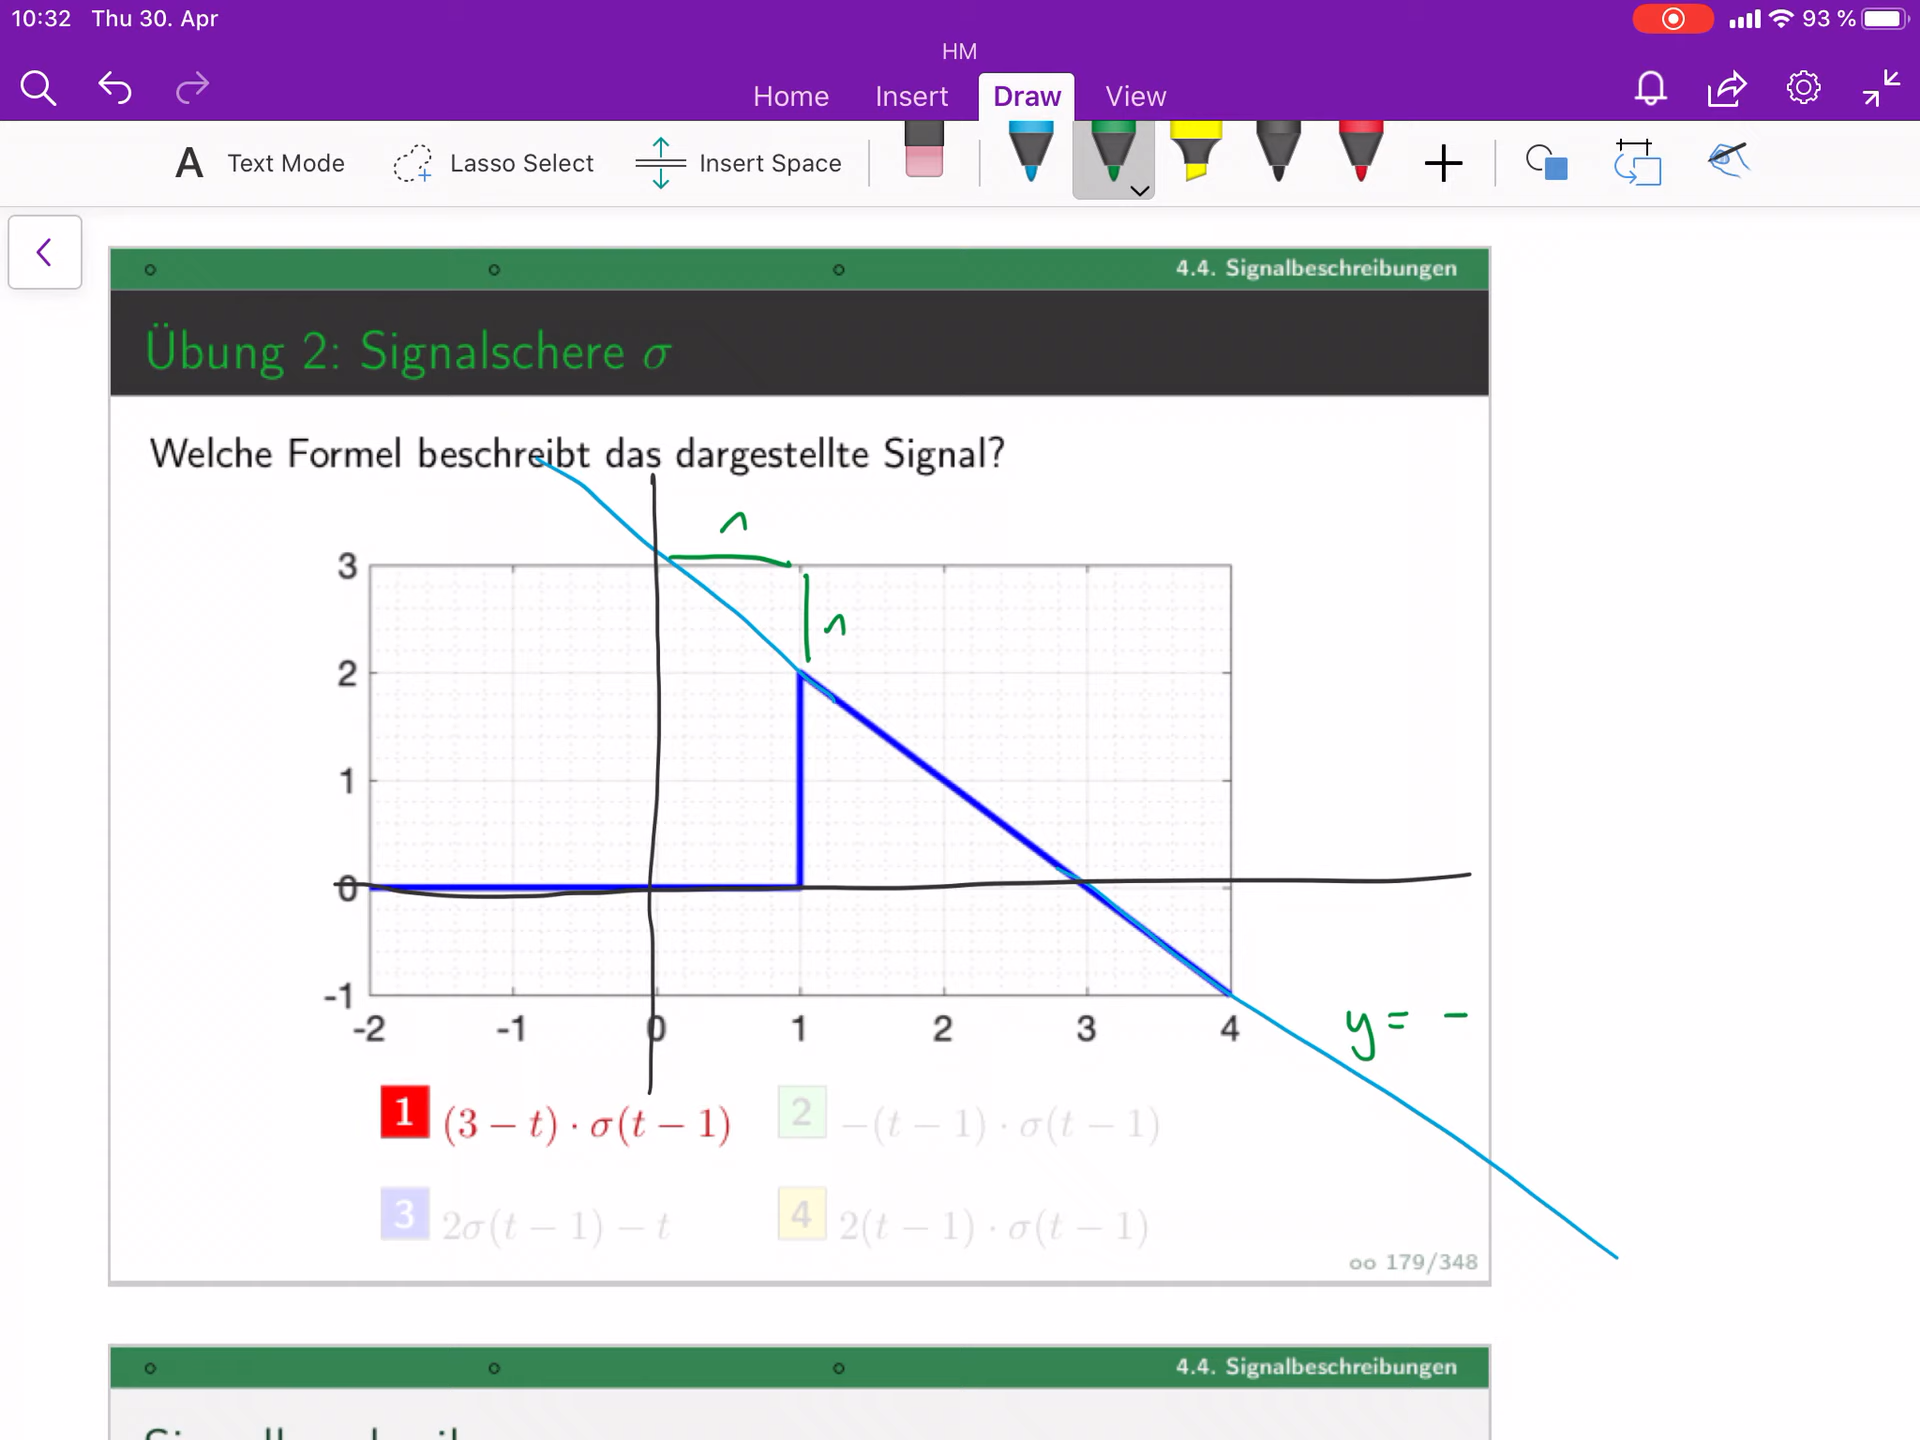 10:32 Thu 30. Apr 93 %
HM
Home Insert Draw View
A Text Mode Lasso Select Insert Space
4.4. Signalbeschreibungen
Übung 2: Signalschere σ
Welche Formel beschreibt das dargestellte Signal?
1
3
1
2
1
0
-1
-2 -1 0 1 2 3 4
y = -
1 (3 − t) · σ(t − 1) 2 −(t − 1) · σ(t − 1)
3 2σ(t − 1) − t 4 2(t − 1) · σ(t − 1)
179/348
4.4. Signalbeschreibungen